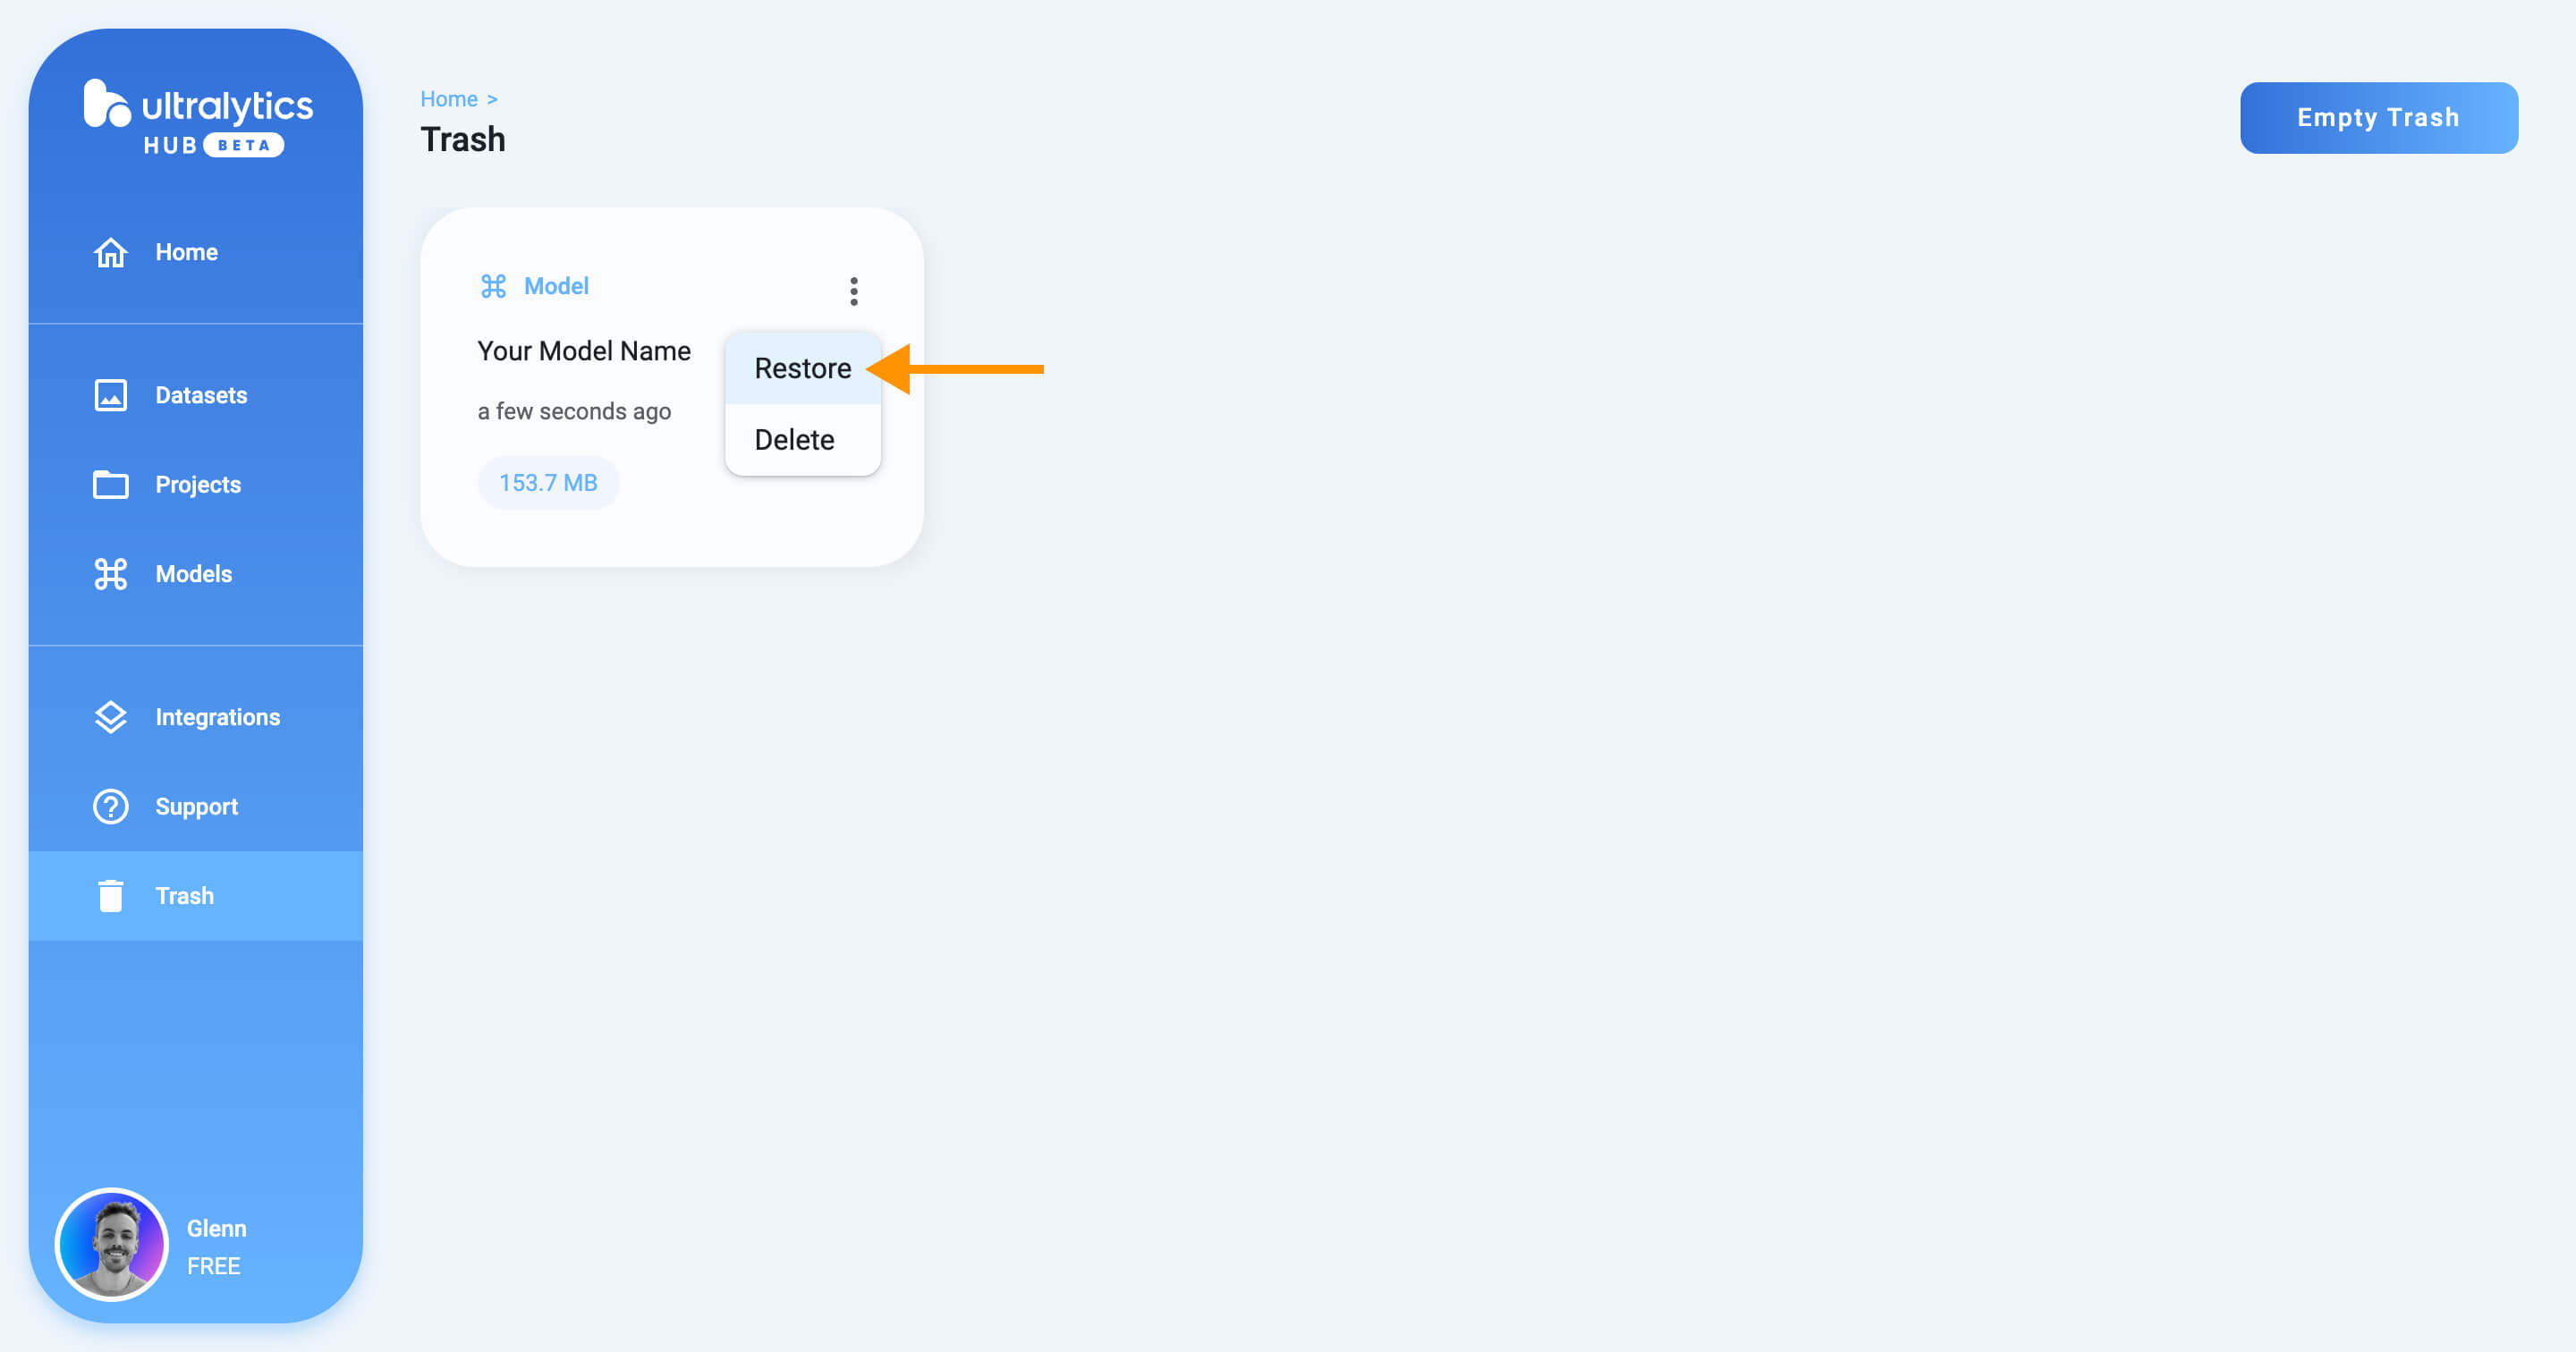 ultralytics
HUB BETA
Home
Datasets
Projects
Models
Integrations
Support
Trash
Glenn
FREE
Home >
Trash
Empty Trash
Model
Your Model Name
a few seconds ago
153.7 MB
Restore
Delete